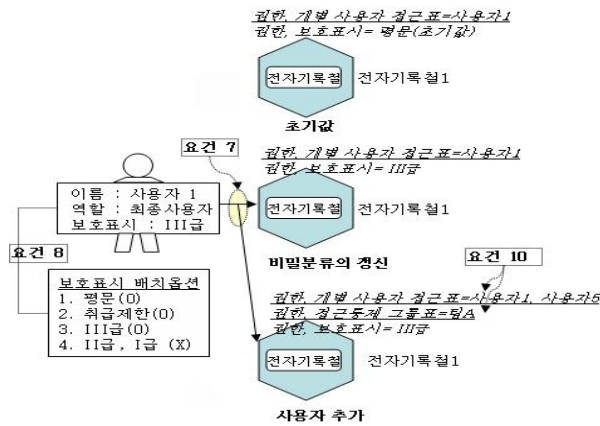 권한, 개별 사용자 접근표=사용자1
권한, 보호표시= 평문(초기값)
전자기록철 전자기록철1
초기값
요건 7
권한, 개별 사용자 접근표=사용자1
권한, 보호표시=III급
이름 : 사용자 1
역할 : 최종사용자
보호표시 : III급
전자기록철 전자기록철1
요건 8
비밀분류의 갱신
요건 10
보호표시 배치옵션
1. 평문(O)
2. 취급제한(O)
3. III급(O)
4. II급, I급 (X)
권한, 개별 사용자 접근표=사용자1, 사용자5
권한, 접근통제 그룹표=팀A
권한, 보호표시=III급
전자기록철 전자기록철1
사용자 추가